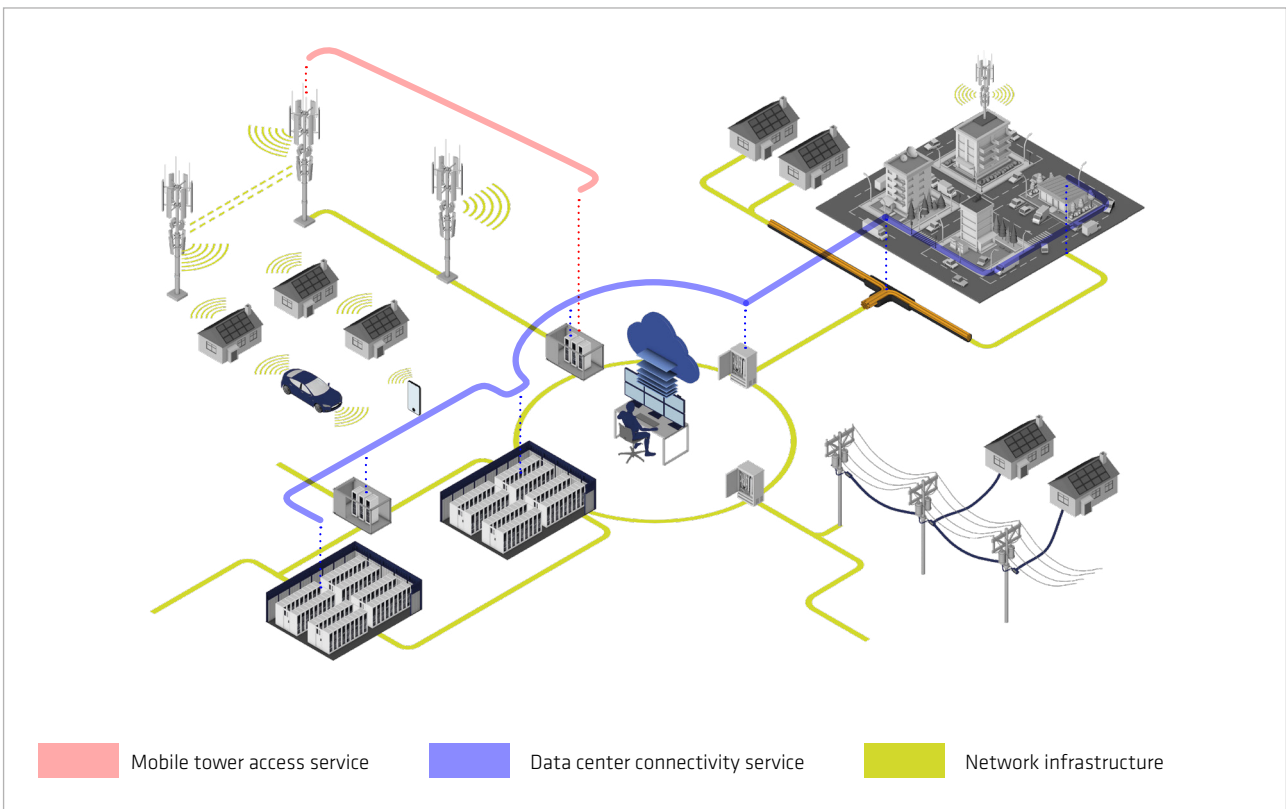 Mobile tower access service
Data center connectivity service
Network infrastructure